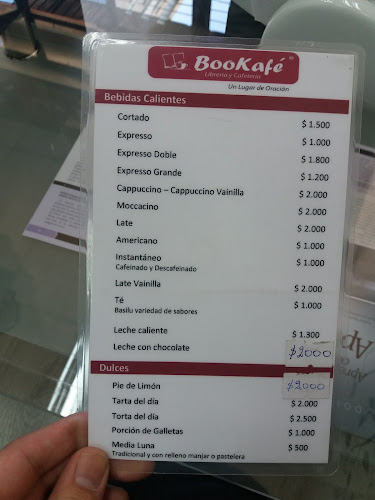 BooKafé ®
Librería y Cafetería
Un Lugar de Oración
Bebidas Calientes
Cortado $ 1.500
Expresso $ 1.000
Expresso Doble $ 1.800
Expresso Grande $ 1.200
Cappuccino – Cappuccino Vainilla $ 2.000
Moccacino $ 2.000
Late $ 2.000
Americano $ 1.000
Instantáneo $ 1.000
Cafeinado y Descafeinado
Late Vainilla $ 2.000
Té $ 1.000
Basilu variedad de sabores
Leche caliente $ 1.300
Leche con chocolate $2000
Dulces
Pie de Limón $2000
Tarta del día $ 2.000
Torta del día $ 2.500
Porción de Galletas $ 1.000
Media Luna $ 500
Tradicional y con relleno manjar o pastelera